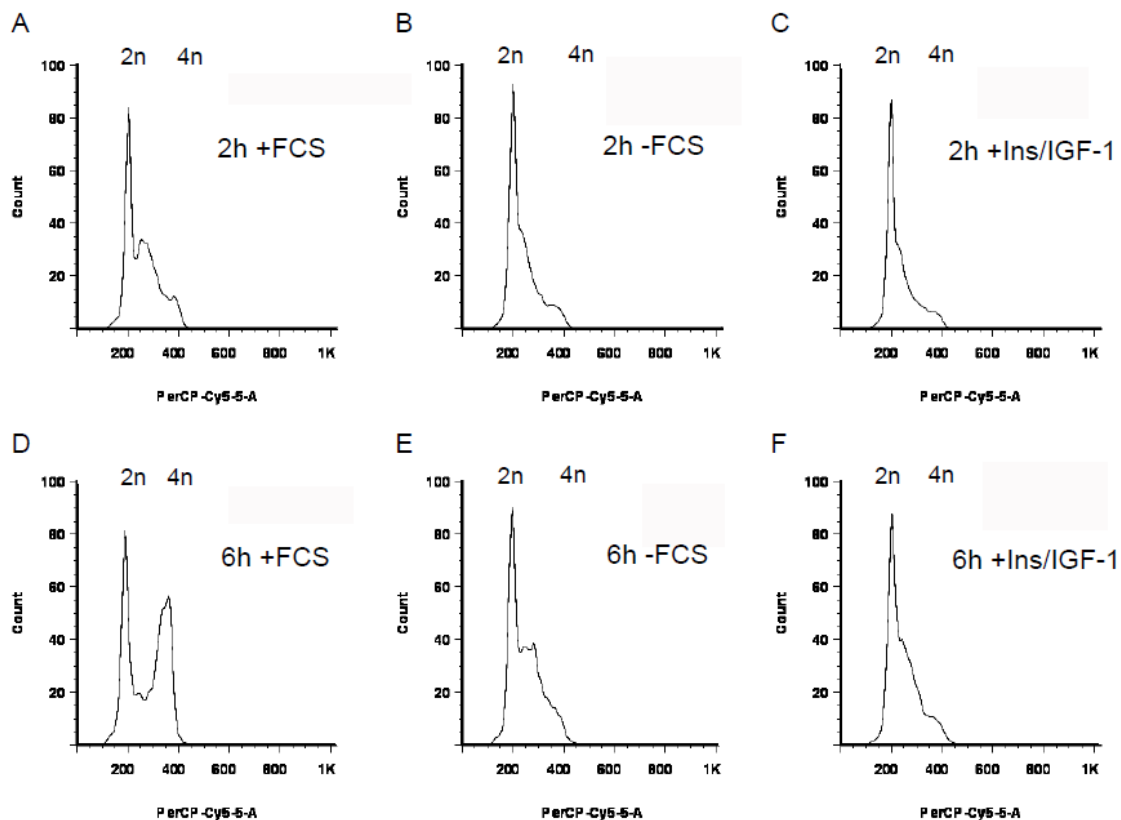 A
2n 4n
2h +FCS
Count
100
80
60
40
20
200 400 600 800 1K
PerCP-Cy5-5-A
B
2n 4n
2h -FCS
Count
100
80
60
40
20
200 400 600 800 1K
PerCP-Cy5-5-A
C
2n 4n
2h +Ins/IGF-1
Count
100
80
60
40
20
200 400 600 800 1K
PerCP-Cy5-5-A
D
2n 4n
6h +FCS
Count
100
80
60
40
20
200 400 600 800 1K
PerCP-Cy5-5-A
E
2n 4n
6h -FCS
Count
100
80
60
40
20
200 400 600 800 1K
PerCP-Cy5-5-A
F
2n 4n
6h +Ins/IGF-1
Count
100
80
60
40
20
200 400 600 800 1K
PerCP-Cy5-5-A